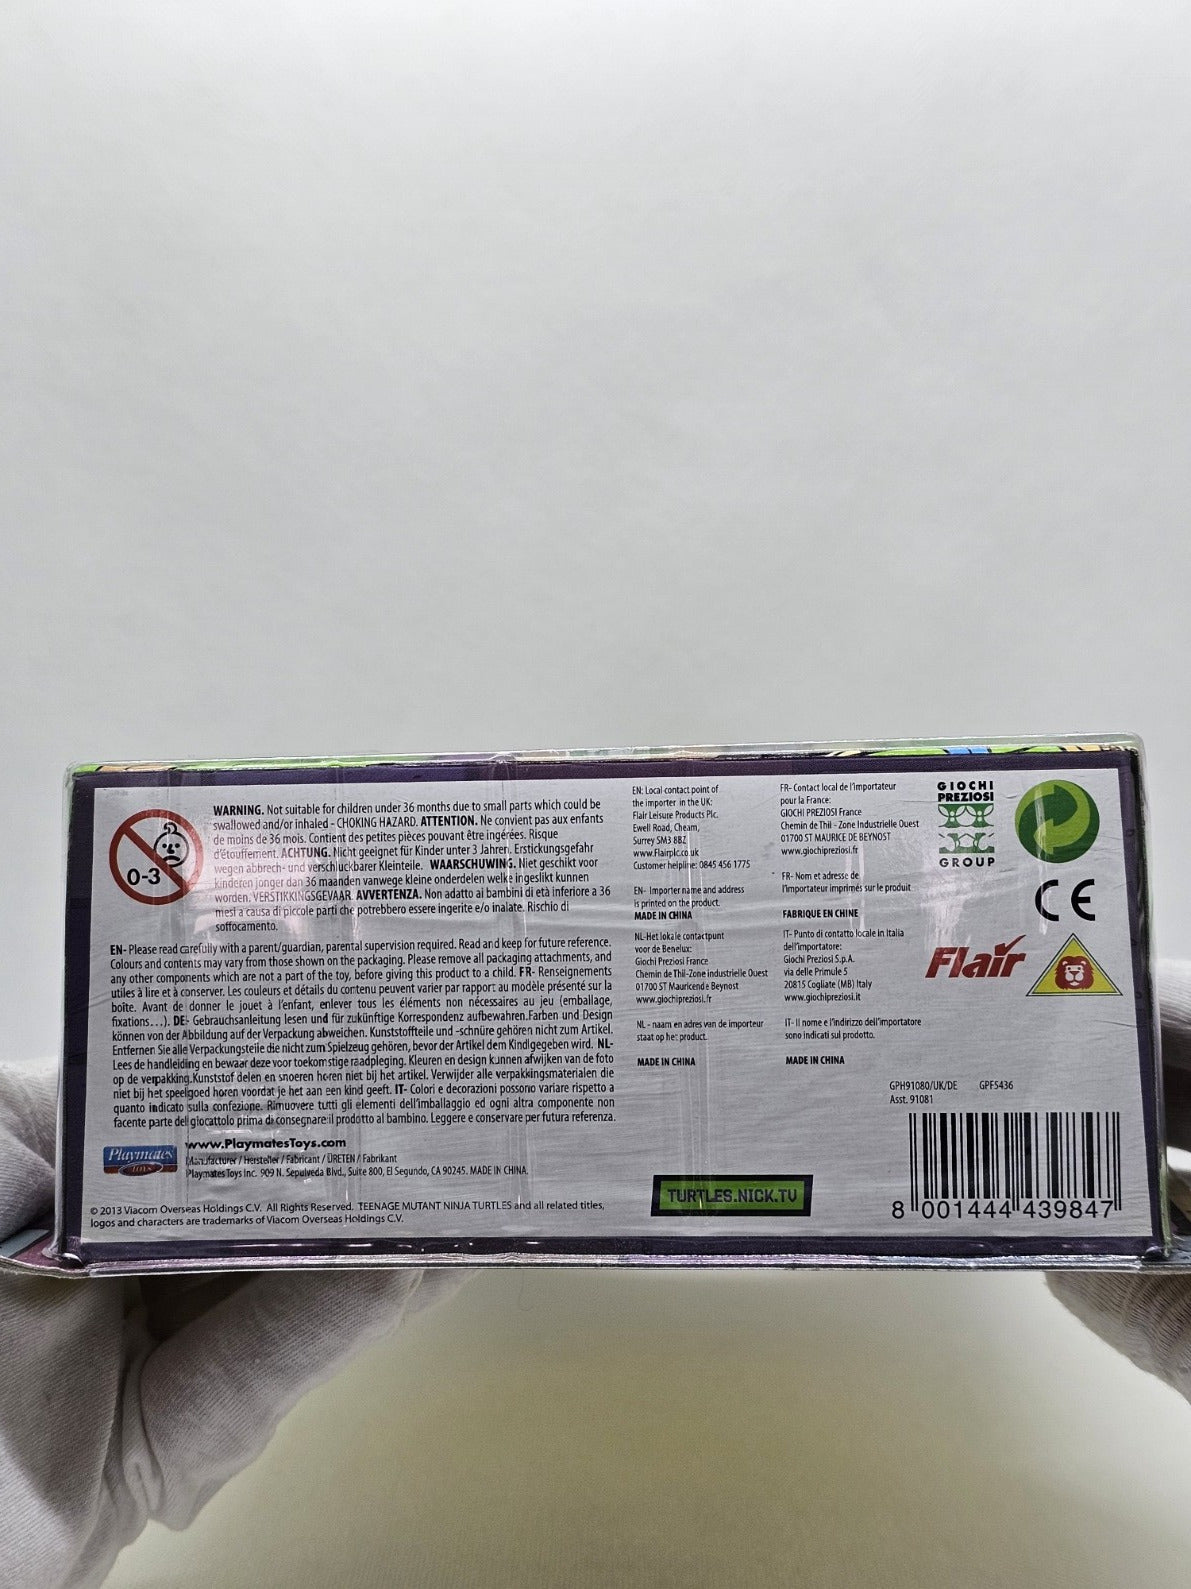 0-3
WARNING. Not suitable for children under 36 months due to small parts which could be
swallowed and/or inhaled - CHOKING HAZARD. ATTENTION. Ne convient pas aux enfants
de moins de 36 mois. Contient des petites pièces pouvant être ingérées. Risque
d'étouffement. ACHTUNG. Nicht geeignet für Kinder unter 3 Jahren. Erstickungsgefahr
wegen abbrech- und verschluckbarer Kleinteile. WAARSCHUWING. Niet geschikt voor
kinderen jonger dan 36 maanden vanwege kleine onderdelen welke ingeslikt kunnen
worden. VERSTIKKINGSGEVAAR. AVVERTENZA. Non adatto ai bambini di età inferiore a 36
mesi a causa di piccole parti che potrebbero essere ingerite e/o inalate. Rischio di
soffocamento.
EN- Please read carefully with a parent/guardian, parental supervision required. Read and keep for future reference.
Colours and contents may vary from those shown on the packaging. Please remove all packaging attachments, and
any other components which are not a part of the toy, before giving this product to a child. FR- Renseignements
utiles à lire et à conserver. Les couleurs et détails du contenu peuvent varier par rapport au modèle présenté sur la
boîte. Avant de donner le jouet à l'enfant, enlever tous les éléments non nécessaires au jeu (emballage,
fixations...). DE- Gebrauchsanleitung lesen und für zukünftige Korrespondenz aufbewahren.Farben und Design
können von der Abbildung auf der Verpackung abweichen. Kunststoffteile und -schnüre gehören nicht zum Artikel.
Entfernen Sie alle Verpackungsteile die nicht zum Spielzeug gehören, bevor der Artikel dem Kind gegeben wird. NL-
Lees de handleiding en bewaar deze voor toekomstige raadpleging. Kleuren en design kunnen afwijken van de foto
op de verpakking.Kunststof delen en snoeren horen niet bij het artikel. Verwijder alle verpakkingsmaterialen die
niet bij het speelgoed horen voordat je het aan een kind geeft. IT- Colori e decorazioni possono variare rispetto a
quanto indicato sulla confezione. Rimuovere tutti gli elementi dell'imballaggio ed ogni altra componente non
facente parte del giocattolo prima di consegnare il prodotto al bambino. Leggere e conservare per futura referenza.
Playmates
toys
www.PlaymatesToys.com
Manufacturer / Hersteller / Fabricant / ÜRETEN / Fabrikant
Playmates Toys Inc. 909 N. Sepulveda Blvd., Suite 800, El Segundo, CA 90245. MADE IN CHINA.
© 2013 Viacom Overseas Holdings C.V. All Rights Reserved. TEENAGE MUTANT NINJA TURTLES and all related titles,
logos and characters are trademarks of Viacom Overseas Holdings C.V.
EN: Local contact point of
the importer in the UK:
Flair Leisure Products Plc.
Ewell Road, Cheam,
Surrey SM3 8BZ
www.Flairplc.co.uk
Customer helpline: 0845 456 1775
EN- Importer name and address
is printed on the product.
MADE IN CHINA
NL-Het lokale contactpunt
voor de Benelux:
Giochi Preziosi France
Chemin de Thil-Zone industrielle Ouest
01700 ST Mauricende Beynost
www.giochipreziosi.fr
NL - naam en adres van de importeur
staat op het product.
MADE IN CHINA
FR- Contact local de l'importateur
pour la France:
GIOCHI PREZIOSI France
Chemin de Thil - Zone Industrielle Ouest
01700 ST MAURICE DE BEYNOST
www.giochipreziosi.fr
FR- Nom et adresse de
l'importateur imprimés sur le produit
FABRIQUE EN CHINE
IT- Punto di contatto locale in Italia
dell'importatore:
Giochi Preziosi S.p.A.
via delle Primule 5
20815 Cogliate (MB) Italy
www.giochipreziosi.it
IT- Il nome e l'indirizzo dell'importatore
sono indicati sul prodotto.
MADE IN CHINA
GIOCHI
PREZIOSI
GROUP
CE
Flair
GPH91080/UK/DE GPF5436
Asst. 91081
TURTLES.NICK.TV
8 001444 439847